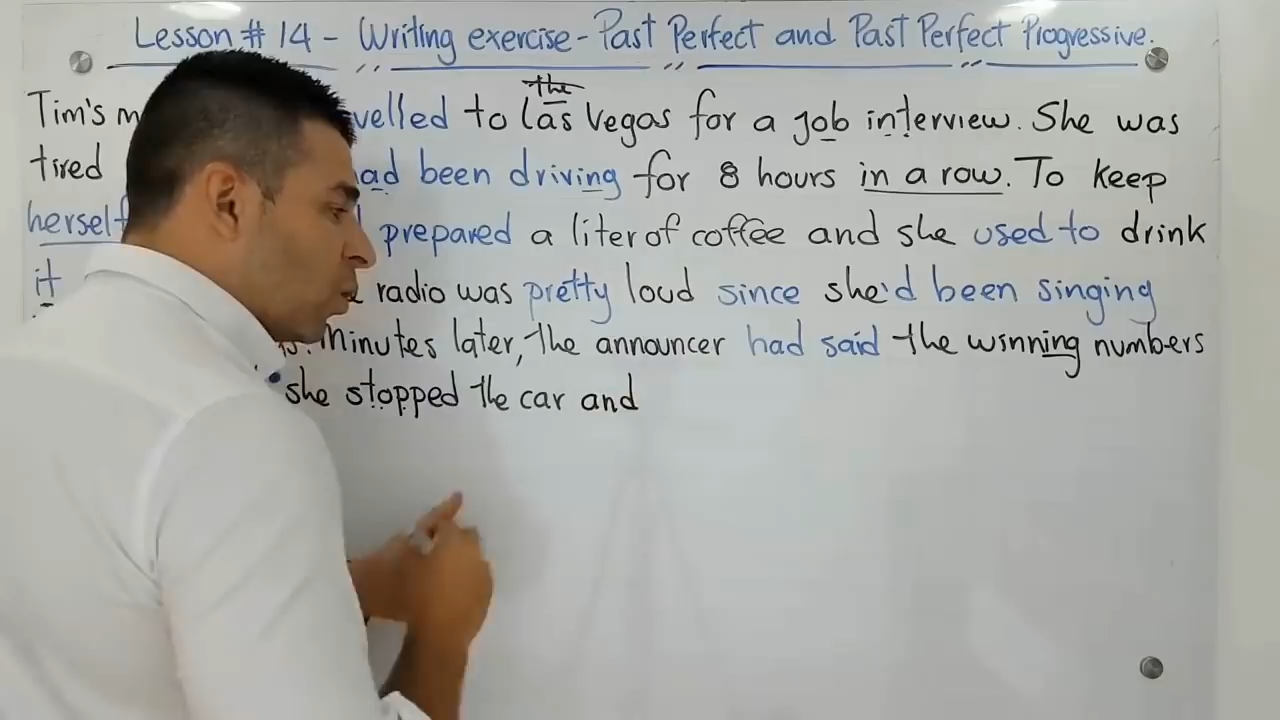 Lesson # 14 - Writing exercise - Past Perfect and Past Perfect Progressive.
the
Tim's velled to las Vegas for a job interview. She was
tired ad been driving for 8 hours in a row. To keep
herself prepared a liter of coffee and she used to drink
it radio was pretty loud since she'd been singing
minutes later, the announcer had said the winning numbers
she stopped the car and